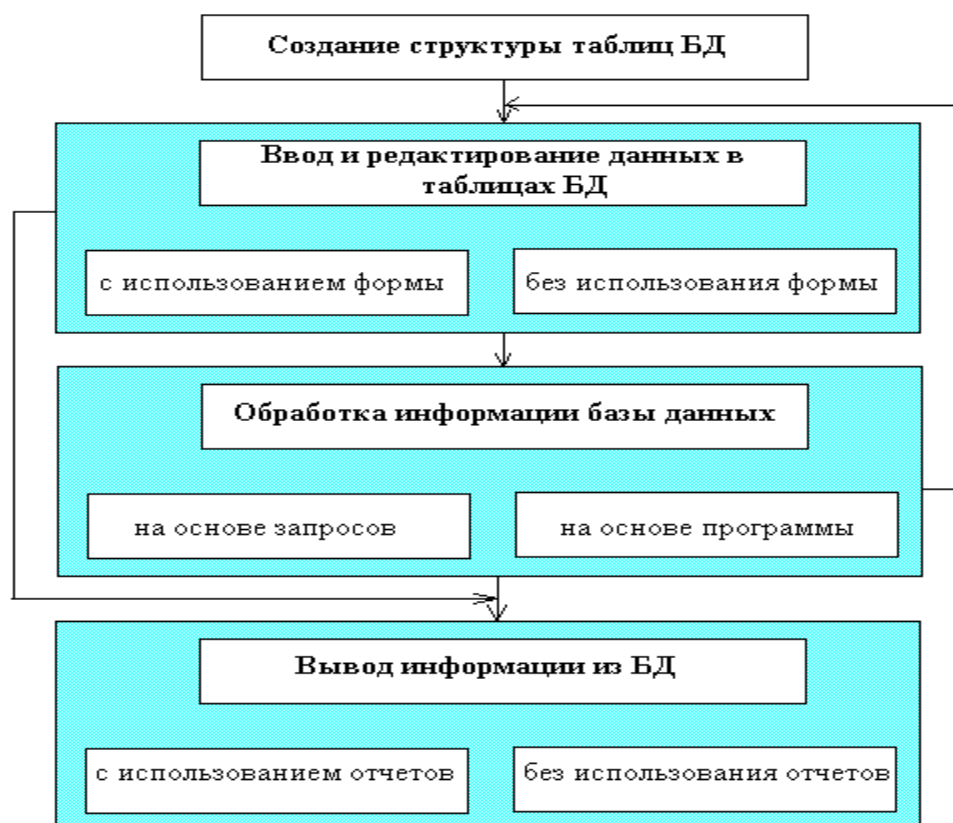 Создание структуры таблиц БД
Ввод и редактирование данных в
таблицах БД
с использованием формы
без использования формы
Обработка информации базы данных
на основе запросов
на основе программы
Вывод информации из БД
с использованием отчетов
без использования отчетов